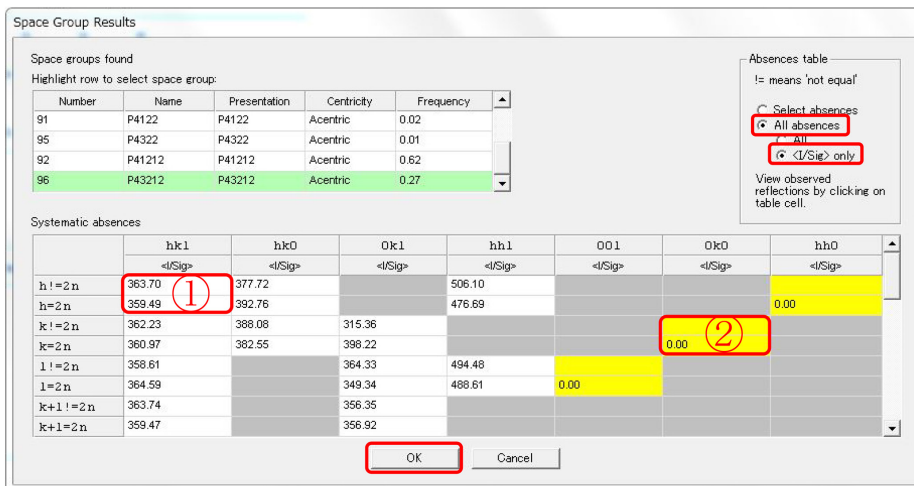 Space Group Results
Space groups found
Highlight row to select space group:
Number Name Presentation Centricity Frequency
91 P4122 P4122 Acentric 0.02
95 P4322 P4322 Acentric 0.01
92 P41212 P41212 Acentric 0.62
96 P43212 P43212 Acentric 0.27
Absences table
!= means 'not equal'
Select absences
All absences
All
<I/Sig> only
View observed
reflections by clicking on
table cell.
Systematic absences
hkl hk0 0kl hhl 00l 0k0 hh0
<I/Sig> <I/Sig> <I/Sig> <I/Sig> <I/Sig> <I/Sig> <I/Sig>
h!=2n 363.70 377.72 506.10
h=2n 359.49 392.76 476.69 0.00
①
k!=2n 362.23 388.08 315.36
k=2n 360.97 382.55 398.22 0.00
②
l!=2n 358.61 364.33 494.48
l=2n 364.59 349.34 488.61 0.00
k+l!=2n 363.74 356.35
k+l=2n 359.47 356.92
OK Cancel